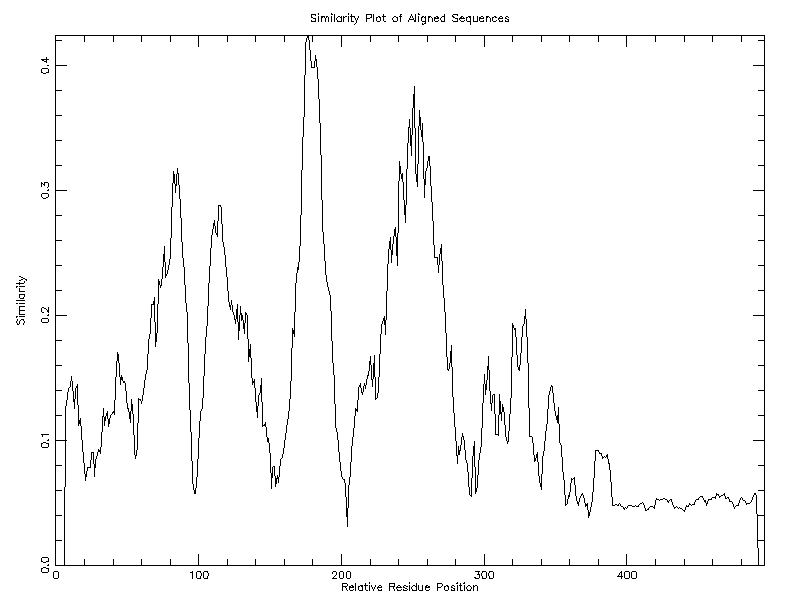 Similarity Plot of Aligned Sequences
0.4
0.3
0.2
0.1
0.0
Similarity
0 100 200 300 400
Relative Residue Position